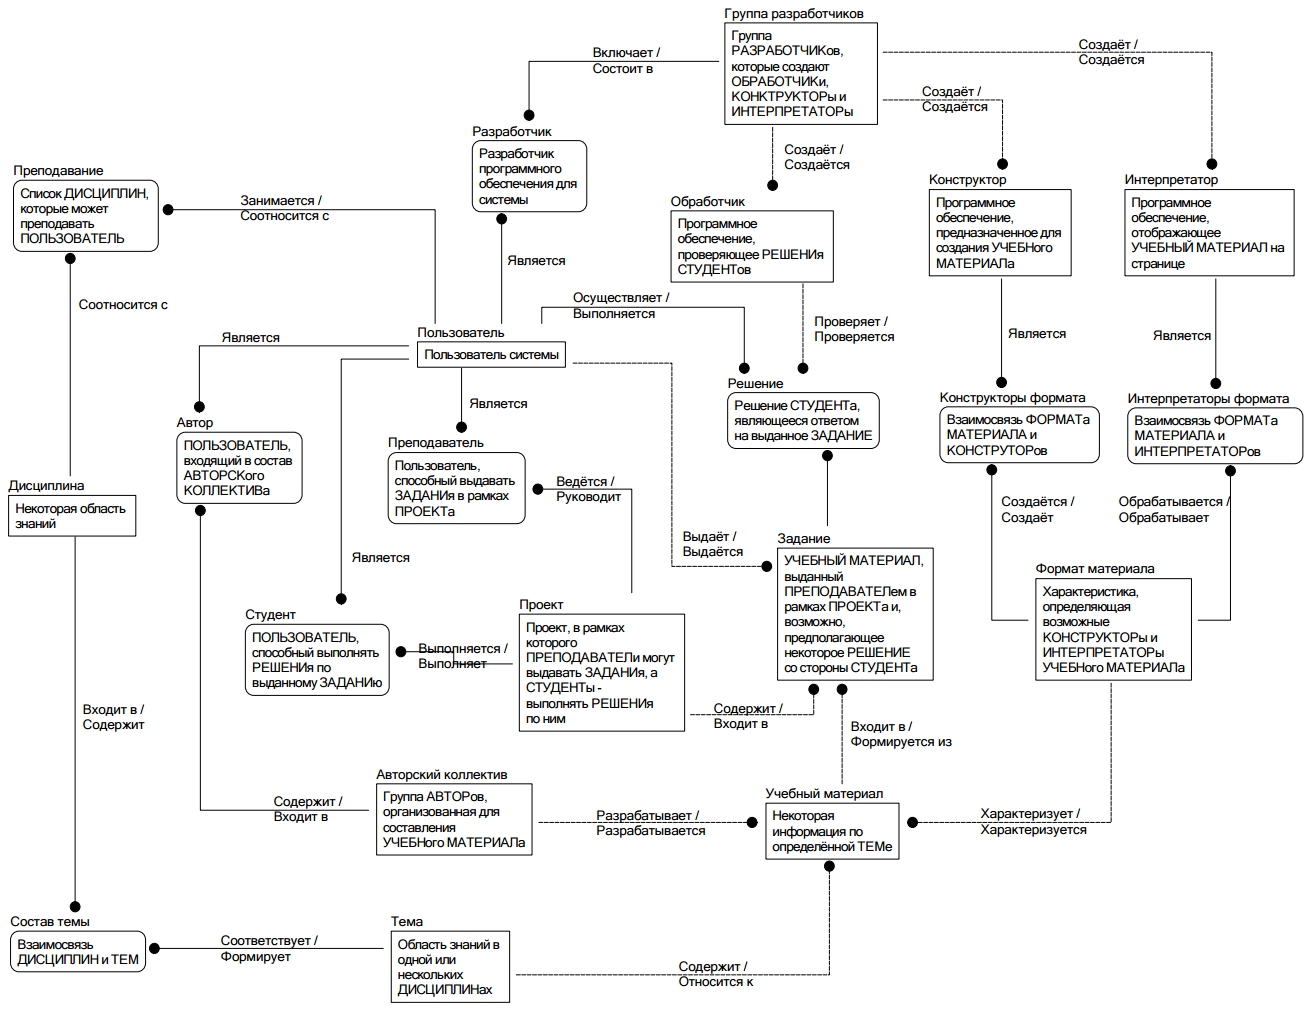 Группа разработчиков
Группа
РАЗРАБОТЧИКов,
которые создают
ОБРАБОТЧИКи,
КОНКТРУКТОРы и
ИНТЕРПРЕТАТОРы
Включает /
Состоит в
Создаёт /
Создаётся
Создаёт /
Создаётся
Создаёт /
Создаётся
Разработчик
Разработчик
программного
обеспечения для
системы
Преподавание
Список ДИСЦИПЛИН,
которые может
преподавать
ПОЛЬЗОВАТЕЛЬ
Занимается /
Соотносится с
Обработчик
Программное
обеспечение,
проверяющее РЕШЕНИя
СТУДЕНТов
Конструктор
Программное
обеспечение,
предназначенное для
создания УЧЕБНого
МАТЕРИАЛа
Интерпретатор
Программное
обеспечение,
отображающее
УЧЕБНЫЙ МАТЕРИАЛ на
странице
Является
Соотносится с
Осуществляет /
Выполняется
Проверяет /
Проверяется
Является
Является
Является
Пользователь
Пользователь системы
Является
Решение
Решение СТУДЕНТа,
являющееся ответом
на выданное ЗАДАНИЕ
Конструкторы формата
Взаимосвязь ФОРМАТа
МАТЕРИАЛА и
КОНСТРУТОРов
Интерпретаторы формата
Взаимосвязь ФОРМАТа
МАТЕРИАЛА и
ИНТЕРПРЕТАТОРов
Автор
ПОЛЬЗОВАТЕЛЬ,
входящий в состав
АВТОРСКого
КОЛЛЕКТИВа
Преподаватель
Пользователь,
способный выдавать
ЗАДАНИя в рамках
ПРОЕКТа
Ведётся /
Руководит
Дисциплина
Некоторая область
знаний
Создаётся /
Создаёт
Обрабатывается /
Обрабатывает
Выдаёт /
Выдаётся
Является
Задание
УЧЕБНЫЙ МАТЕРИАЛ,
выданный
ПРЕПОДАВАТЕЛем в
рамках ПРОЕКТа и,
возможно,
предполагающее
некоторое РЕШЕНИЕ
со стороны СТУДЕНТа
Формат материала
Характеристика,
определяющая
возможные
КОНСТРУКТОРы и
ИНТЕРПРЕТАТОРы
УЧЕБНого МАТЕРИАЛа
Студент
ПОЛЬЗОВАТЕЛЬ,
способный выполнять
РЕШЕНИя по
выданному ЗАДАНИю
Выполняется /
Выполняет
Проект
Проект, в рамках
которого
ПРЕПОДАВАТЕЛи могут
выдавать ЗАДАНИя, а
СТУДЕНТы -
выполнять РЕШЕНИя
по ним
Входит в /
Содержит
Содержит /
Входит в
Входит в /
Формируется из
Авторский коллектив
Группа АВТОРов,
организованная для
составления
УЧЕБНого МАТЕРИАЛа
Содержит /
Входит в
Разрабатывает /
Разрабатывается
Учебный материал
Некоторая
информация по
определённой ТЕМе
Характеризует /
Характеризуется
Состав темы
Взаимосвязь
ДИСЦИПЛИН и ТЕМ
Соответствует /
Формирует
Тема
Область знаний в
одной или
нескольких
ДИСЦИПЛИНах
Содержит /
Относится к